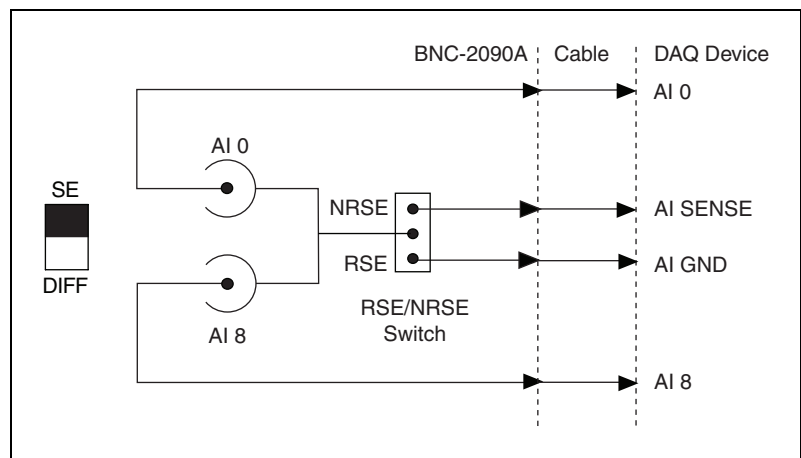 BNC-2090A Cable DAQ Device
AI 0
AI 0
SE
NRSE
AI SENSE
RSE
AI GND
DIFF
RSE/NRSE
Switch
AI 8
AI 8